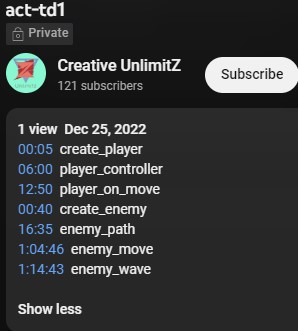 act-td1
Private
Creative UnlimitZ
121 subscribers
Subscribe
1 view Dec 25, 2022
00:05 create_player
06:00 player_controller
12:50 player_on_move
00:40 create_enemy
16:35 enemy_path
1:04:46 enemy_move
1:14:43 enemy_wave
Show less